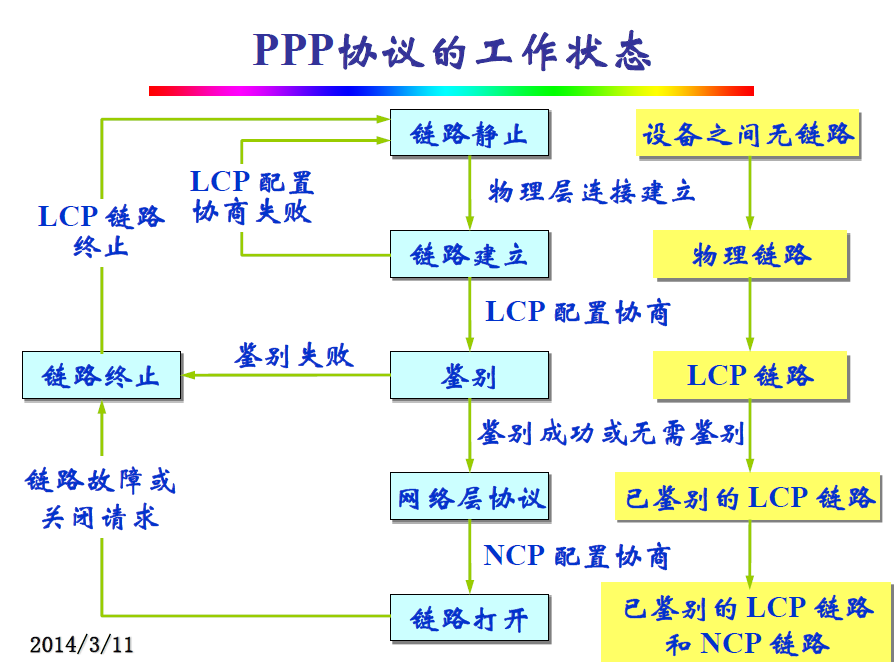 PPP协议的工作状态
链路静止
设备之间无链路
LCP 配置
协商失败
物理层连接建立
LCP 链路
终止
链路建立
物理链路
LCP 配置协商
鉴别失败
链路终止
鉴别
LCP 链路
鉴别成功或无需鉴别
链路故障或
关闭请求
网络层协议
已鉴别的 LCP 链路
NCP 配置协商
链路打开
已鉴别的 LCP 链路
和 NCP 链路
2014/3/11